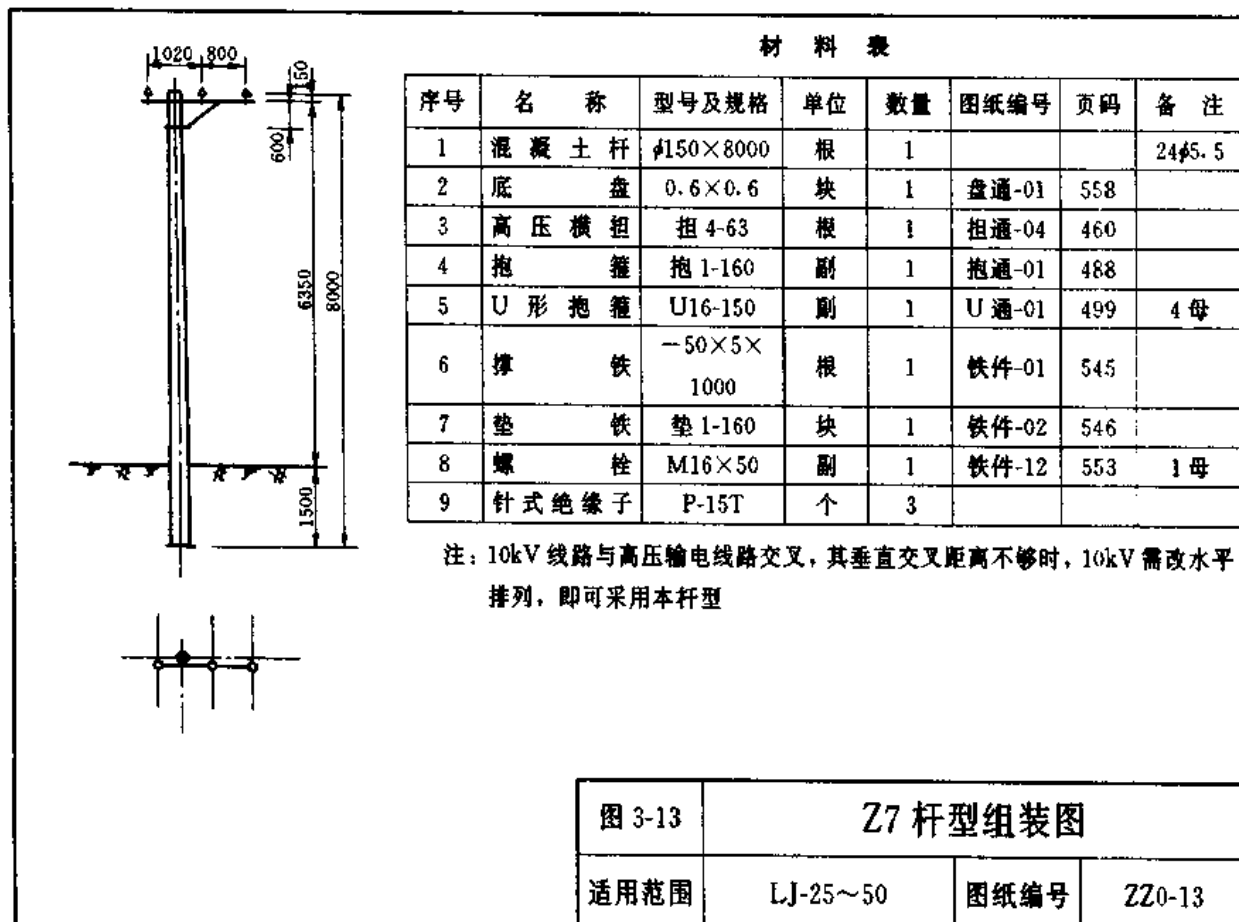 材 料 表
序号 名 称 型号及规格 单位 数量 图纸编号 页码 备 注
1 混凝土杆 ϕ150×8000 根 1 24ϕ5.5
2 底盘 0.6×0.6 块 1 盘通-01 558
3 高压横担 担 4-63 根 1 担通-04 460
4 抱箍 抱 1-160 副 1 抱通-01 488
5 U形抱箍 U16-150 副 1 U通-01 499 4母
6 撑铁 -50×5×
1000 根 1 铁件-01 545
7 垫铁 垫 1-160 块 1 铁件-02 546
8 螺栓 M16×50 副 1 铁件-12 553 1母
9 针式绝缘子 P-15T 个 3
注：10kV 线路与高压输电线路交叉，其垂直交叉距离不够时，10kV 需改水平
排列，即可采用本杆型
1020 800
150
600
6350
8000
1500
图 3-13 Z7 杆型组装图
适用范围 LJ-25～50 图纸编号 ZZ0-13